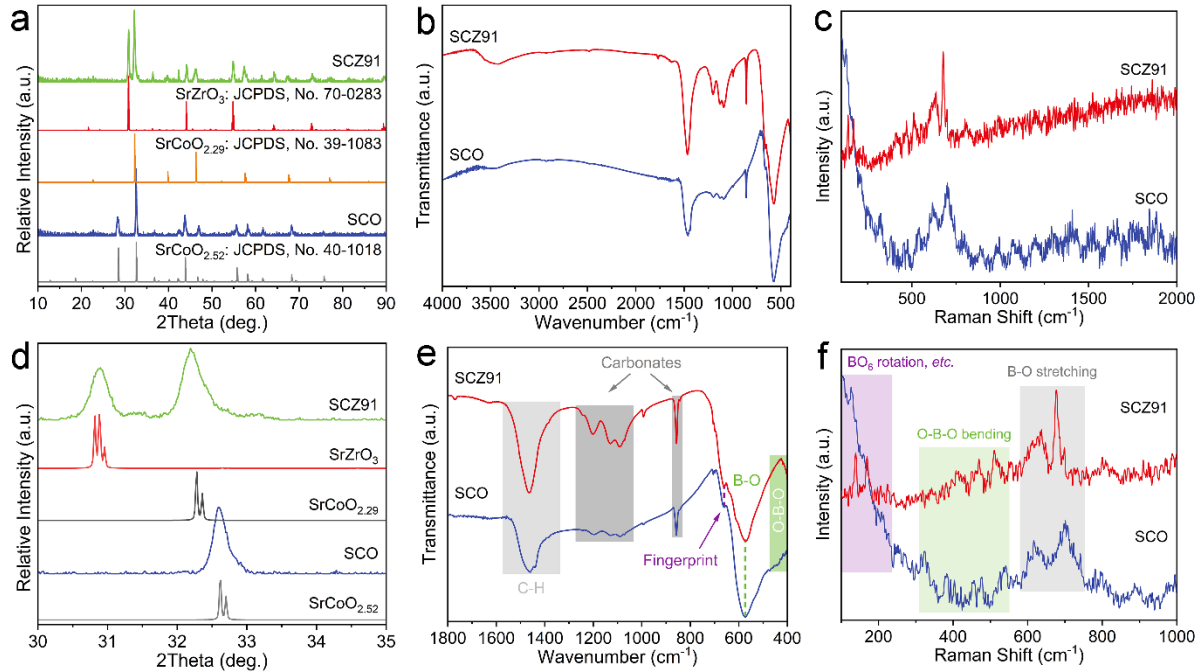 a
Relative Intensity (a.u.)
SCZ91
SrZrO₃: JCPDS, No. 70-0283
SrCoO₂.₂₉: JCPDS, No. 39-1083
SCO
SrCoO₂.₅₂: JCPDS, No. 40-1018
10 20 30 40 50 60 70 80 90
2Theta (deg.)
b
Transmittance (a.u.)
SCZ91
SCO
4000 3500 3000 2500 2000 1500 1000 500
Wavenumber (cm⁻¹)
c
Intensity (a.u.)
SCZ91
SCO
500 1000 1500 2000
Raman Shift (cm⁻¹)
d
Relative Intensity (a.u.)
SCZ91
SrZrO₃
SrCoO₂.₂₉
SCO
SrCoO₂.₅₂
30 31 32 33 34 35
2Theta (deg.)
e
Transmittance (a.u.)
Carbonates
SCZ91
SCO
B-O
O-B-O
Fingerprint
C-H
1800 1600 1400 1200 1000 800 600 400
Wavenumber (cm⁻¹)
f
Intensity (a.u.)
BO₆ rotation, etc.
B-O stretching
SCZ91
O-B-O bending
SCO
200 400 600 800 1000
Raman Shift (cm⁻¹)